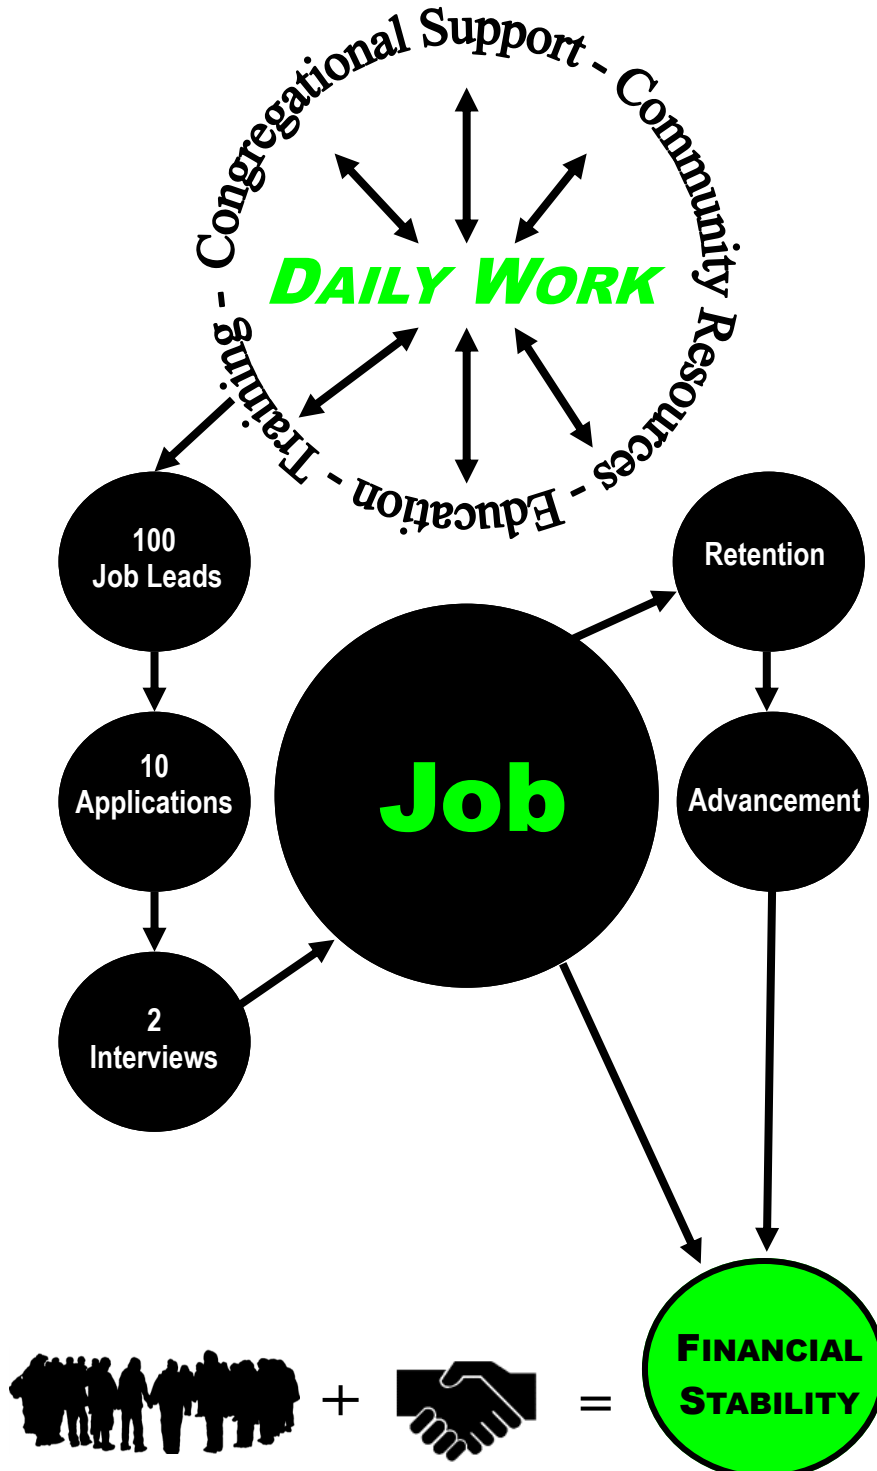 Training - Congregational Support - Community Resources - Education -
DAILY WORK
100
Job Leads
Retention
Job
10
Applications
Advancement
2
Interviews
+
=
FINANCIAL
STABILITY